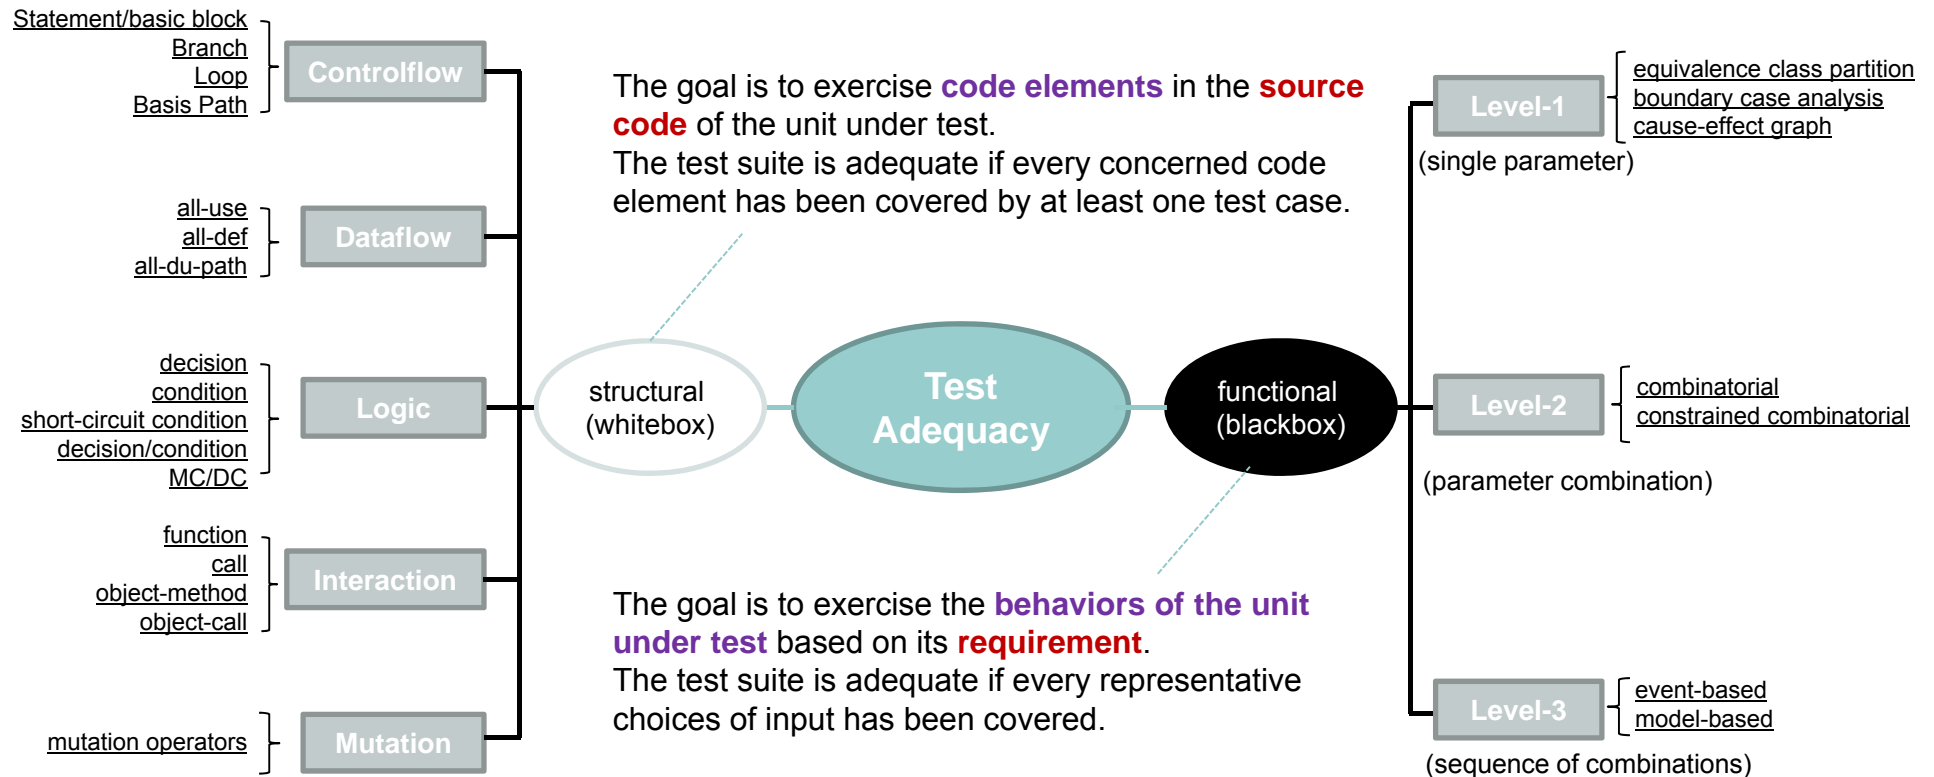 Statement/basic block
Branch
Loop
Basis Path
Controlflow
all-use
all-def
all-du-path
Dataflow
decision
condition
short-circuit condition
decision/condition
MC/DC
Logic
function
call
object-method
object-call
Interaction
mutation operators
Mutation
The goal is to exercise code elements in the source
code of the unit under test.
The test suite is adequate if every concerned code
element has been covered by at least one test case.
structural
(whitebox)
Test
Adequacy
functional
(blackbox)
The goal is to exercise the behaviors of the unit
under test based on its requirement.
The test suite is adequate if every representative
choices of input has been covered.
Level-1
(single parameter)
equivalence class partition
boundary case analysis
cause-effect graph
Level-2
(parameter combination)
combinatorial
constrained combinatorial
Level-3
(sequence of combinations)
event-based
model-based